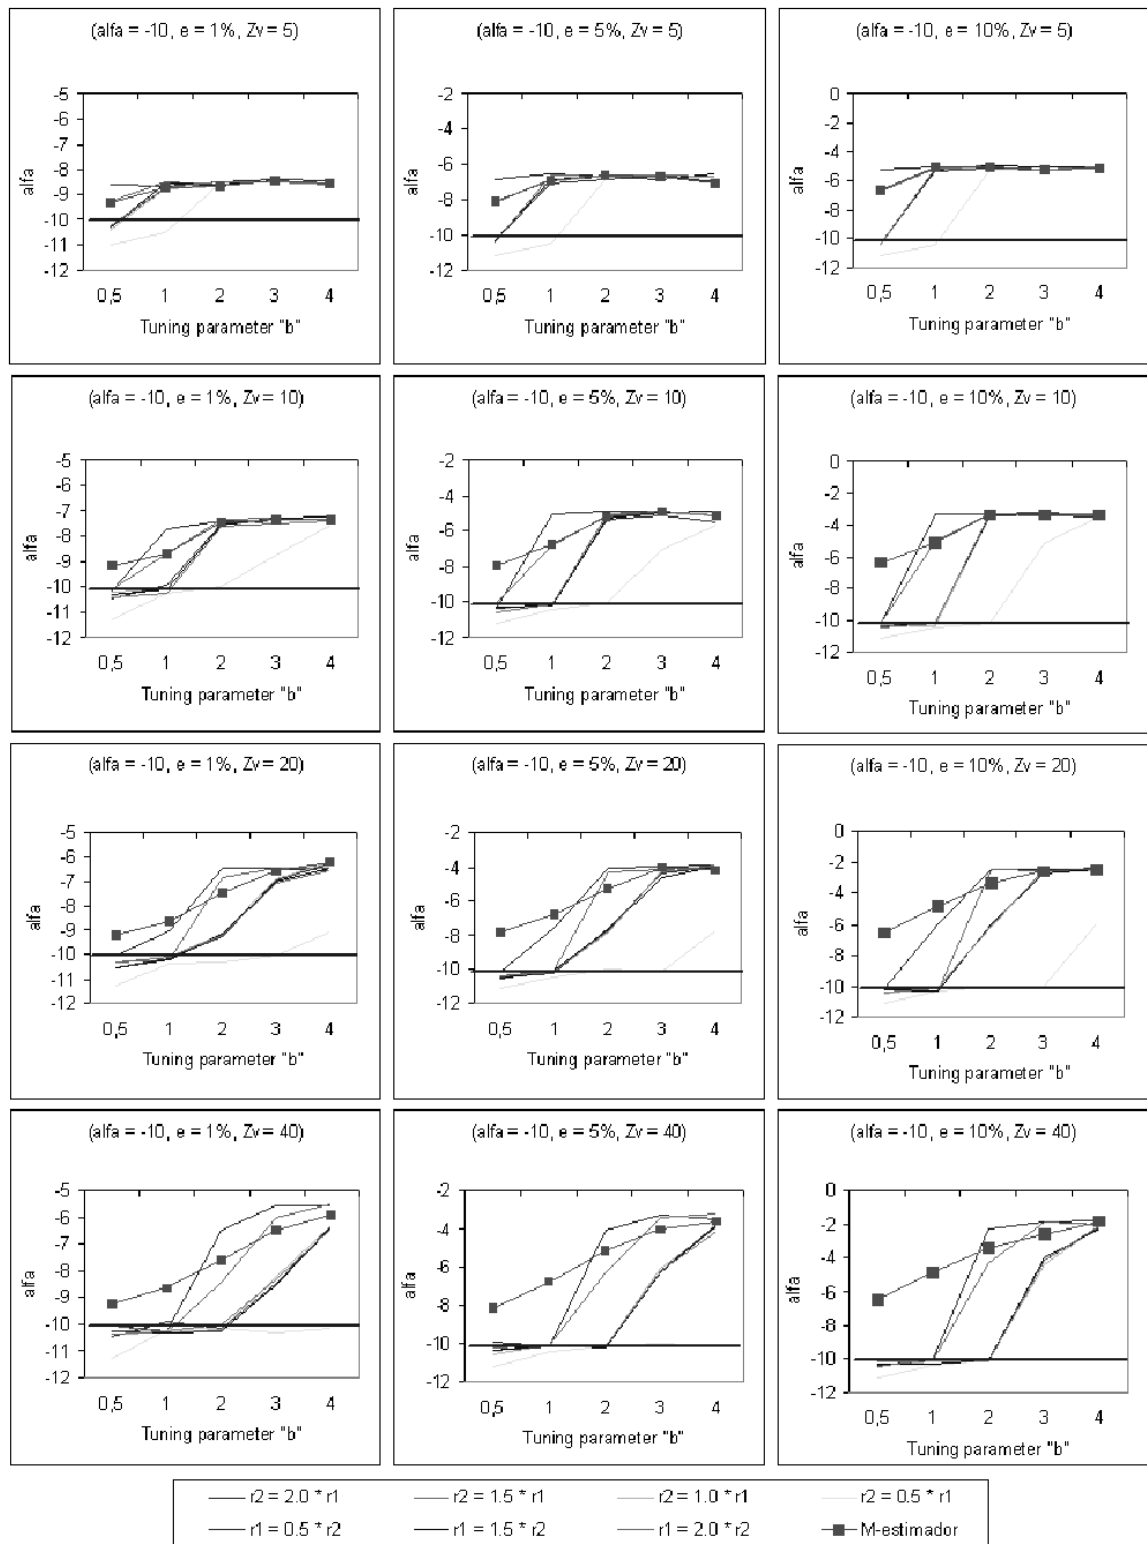 (alfa = -10, e = 1%, Zv = 5)
-5
-6
-7
-8
-9
-10
-11
-12
alfa
0,5 1 2 3 4
Tuning parameter "b"
(alfa = -10, e = 5%, Zv = 5)
-2
-4
-6
-8
-10
-12
alfa
0,5 1 2 3 4
Tuning parameter "b"
(alfa = -10, e = 10%, Zv = 5)
0
-2
-4
-6
-8
-10
-12
alfa
0,5 1 2 3 4
Tuning parameter "b"
(alfa = -10, e = 1%, Zv = 10)
-5
-6
-7
-8
-9
-10
-11
-12
alfa
0,5 1 2 3 4
Tuning parameter "b"
(alfa = -10, e = 5%, Zv = 10)
-2
-4
-6
-8
-10
-12
alfa
0,5 1 2 3 4
Tuning parameter "b"
(alfa = -10, e = 10%, Zv = 10)
0
-2
-4
-6
-8
-10
-12
alfa
0,5 1 2 3 4
Tuning parameter "b"
(alfa = -10, e = 1%, Zv = 20)
-5
-6
-7
-8
-9
-10
-11
-12
alfa
0,5 1 2 3 4
Tuning parameter "b"
(alfa = -10, e = 5%, Zv = 20)
-2
-4
-6
-8
-10
-12
alfa
0,5 1 2 3 4
Tuning parameter "b"
(alfa = -10, e = 10%, Zv = 20)
0
-2
-4
-6
-8
-10
-12
alfa
0,5 1 2 3 4
Tuning parameter "b"
(alfa = -10, e = 1%, Zv = 40)
-5
-6
-7
-8
-9
-10
-11
-12
alfa
0,5 1 2 3 4
Tuning parameter "b"
(alfa = -10, e = 5%, Zv = 40)
-2
-4
-6
-8
-10
-12
alfa
0,5 1 2 3 4
Tuning parameter "b"
(alfa = -10, e = 10%, Zv = 40)
0
-2
-4
-6
-8
-10
-12
alfa
0,5 1 2 3 4
Tuning parameter "b"
r2 = 2.0 * r1 r2 = 1.5 * r1 r2 = 1.0 * r1 r2 = 0.5 * r1
r1 = 0.5 * r2 r1 = 1.5 * r2 r1 = 2.0 * r2 M-estimador